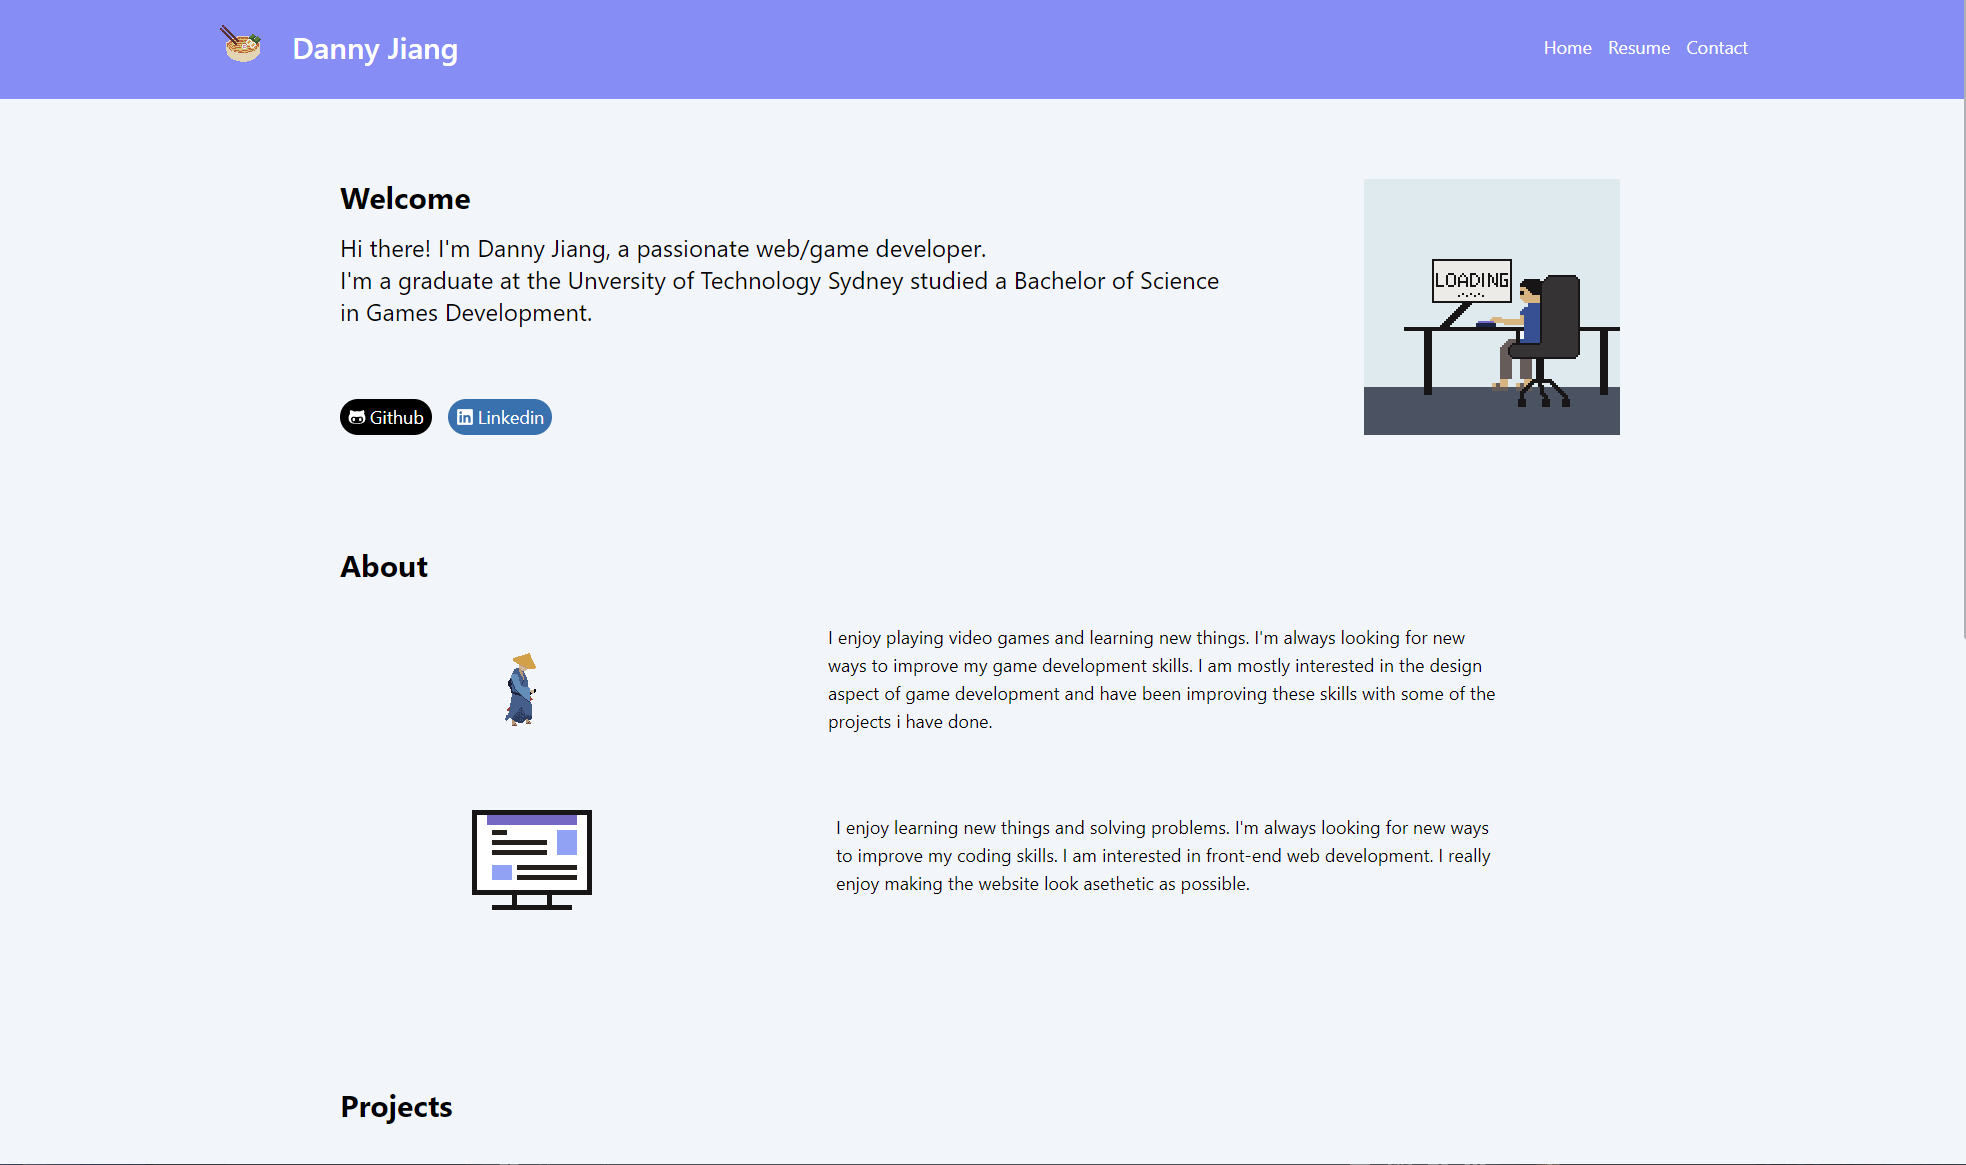 Danny Jiang
Home Resume Contact
Welcome
Hi there! I'm Danny Jiang, a passionate web/game developer.
I'm a graduate at the Unversity of Technology Sydney studied a Bachelor of Science
in Games Development.
LOADING
Github Linkedin
About
I enjoy playing video games and learning new things. I'm always looking for new
ways to improve my game development skills. I am mostly interested in the design
aspect of game development and have been improving these skills with some of the
projects i have done.
I enjoy learning new things and solving problems. I'm always looking for new ways
to improve my coding skills. I am interested in front-end web development. I really
enjoy making the website look asethetic as possible.
Projects